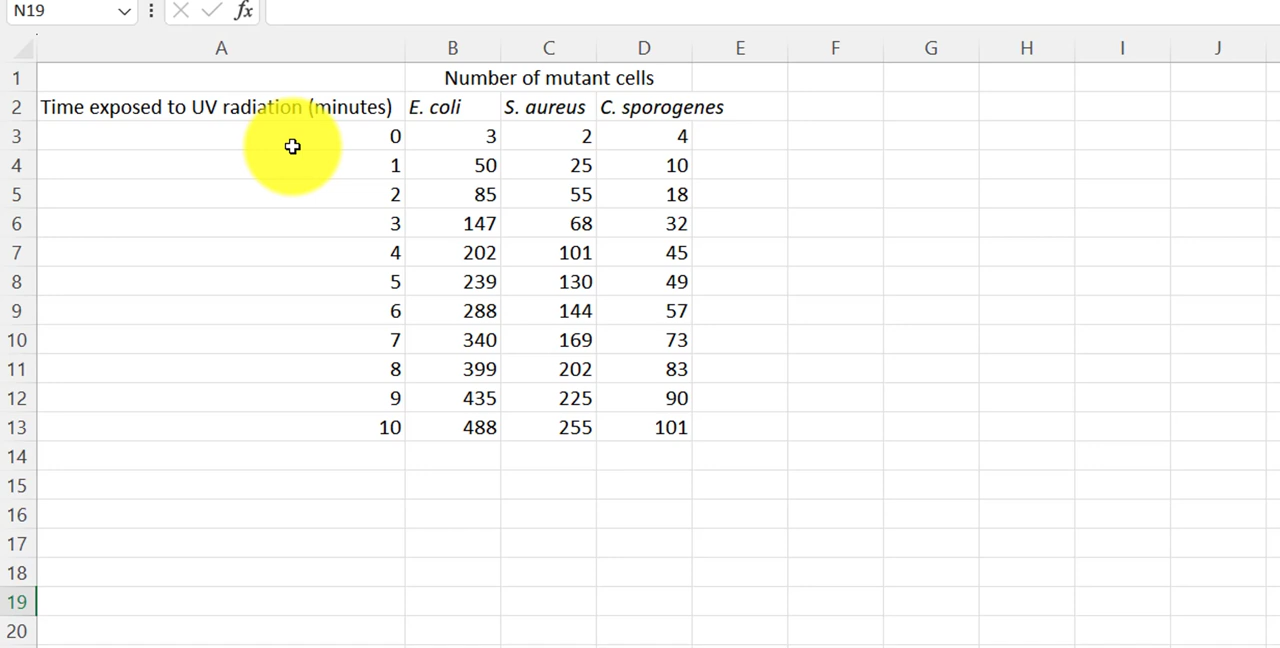 N19 fx
A B C D E F G H I J
1 Number of mutant cells
2 Time exposed to UV radiation (minutes) E. coli S. aureus C. sporogenes
3 0 3 2 4
4 1 50 25 10
5 2 85 55 18
6 3 147 68 32
7 4 202 101 45
8 5 239 130 49
9 6 288 144 57
10 7 340 169 73
11 8 399 202 83
12 9 435 225 90
13 10 488 255 101
14
15
16
17
18
19
20